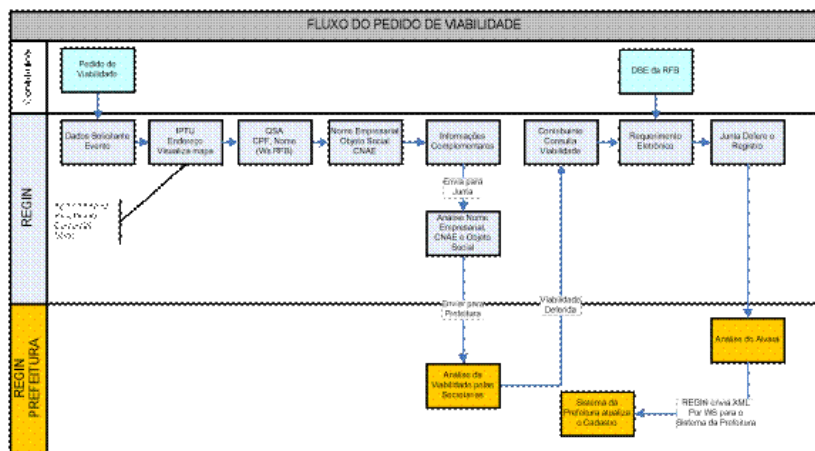 FLUXO DO PEDIDO DE VIABILIDADE
Pedido de
Viabilidade
DBE da RFB
REGIN
Dados Solicitante
Evento
IPTU
Endereço
Visualiza mapa
QSA
CPF, Nome
(Ws RFB)
Nome Empresarial
Objeto Social
CNAE
Informações
Complementares
Contribuinte
Consulta
Viabilidade
Requerimento
Eletrônico
Junta Defere o
Registro
Envia para
Junta
Análise Nome
Empresarial,
CNAE e Objeto
Social
Enviar para
Prefeitura
Viabilidade
Deferida
REGIN
PREFEITURA
Análise da
Viabilidade pelas
Secretarias
Análise do Alvará
Sistema da
Prefeitura atualiza
o Cadastro
REGIN envia XML
Por WS para o
Sistema da Prefeitura